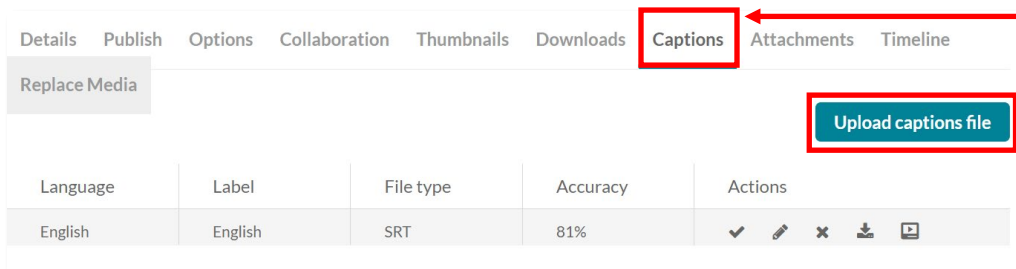 Details Publish Options Collaboration Thumbnails Downloads Captions Attachments Timeline
Replace Media
Upload captions file
Language Label File type Accuracy Actions
English English SRT 81%